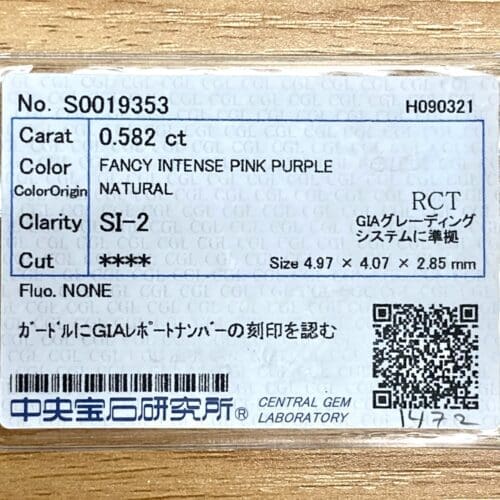 No. S0019353 H090321
Carat 0.582 ct
Color FANCY INTENSE PINK PURPLE
ColorOrigin NATURAL
RCT
Clarity SI-2 GIAグレーディング
システムに準拠
Cut **** Size 4.97 × 4.07 × 2.85 mm
Fluo. NONE
ガードルにGIAレポートナンバーの刻印を認む
中央宝石研究所® CENTRAL GEM
LABORATORY
1472